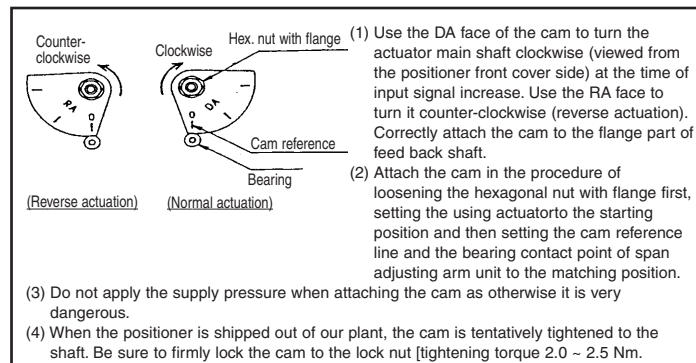 Counter-
clockwise
Clockwise
Hex. nut with flange
RA
0
DA
0
Cam reference
Bearing
(Reverse actuation)
(Normal actuation)
(1) Use the DA face of the cam to turn the
actuator main shaft clockwise (viewed from
the positioner front cover side) at the time of
input signal increase. Use the RA face to
turn it counter-clockwise (reverse actuation).
Correctly attach the cam to the flange part of
feed back shaft.
(2) Attach the cam in the procedure of
loosening the hexagonal nut with flange first,
setting the using actuatorto the starting
position and then setting the cam reference
line and the bearing contact point of span
adjusting arm unit to the matching position.
(3) Do not apply the supply pressure when attaching the cam as otherwise it is very
dangerous.
(4) When the positioner is shipped out of our plant, the cam is tentatively tightened to the
shaft. Be sure to firmly lock the cam to the lock nut [tightening torque 2.0 ~ 2.5 Nm.